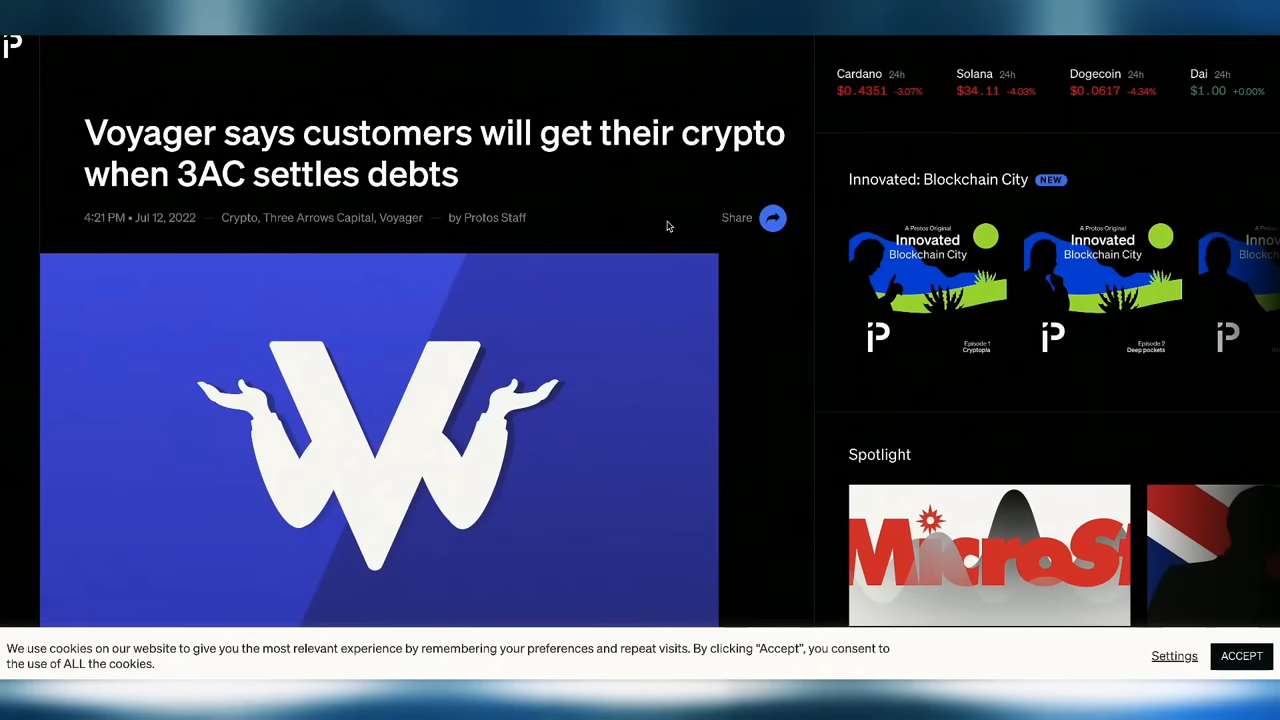 Voyager says customers will get their crypto
when 3AC settles debts
4:21 PM • Jul 12, 2022 — Crypto, Three Arrows Capital, Voyager — by Protos Staff
Share
Cardano 24h
$0.4351 -3.07%
Solana 24h
$34.11 -4.03%
Dogecoin 24h
$0.0617 -4.34%
Dai 24h
$1.00 +0.00%
Innovated: Blockchain City NEW
A Protos Original
Innovated
Blockchain City
Episode 1
Cryptopia
A Protos Original
Innovated
Blockchain City
Episode 2
Deep pockets
Spotlight
MicroSt
We use cookies on our website to give you the most relevant experience by remembering your preferences and repeat visits. By clicking “Accept”, you consent to
the use of ALL the cookies.
Settings
ACCEPT